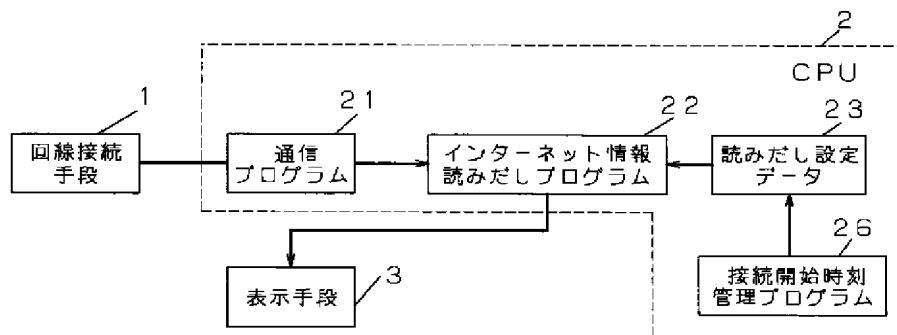 2
CPU
1
回線接続
手段
21
通信
プログラム
22
インターネット情報
読みだしプログラム
23
読みだし設定
データ
26
接続開始時刻
管理プログラム
3
表示手段